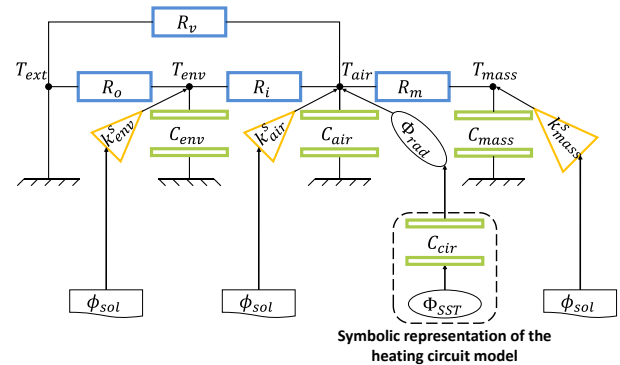 R_v
T_ext R_o T_env R_i T_air R_m T_mass
k^s_env C_env k^s_air C_air Φ_rad C_mass k^s_mass
C_cir
ϕ_sol ϕ_sol Φ_SST ϕ_sol
Symbolic representation of the
heating circuit model